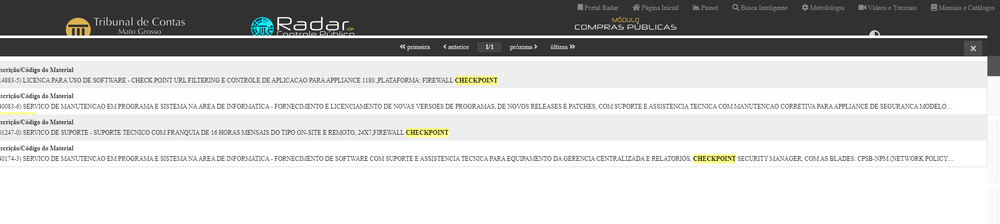 Portal Radar Página Inicial Painel Busca Inteligente Metodologia Vídeos e Tutoriais Manuais e Catálogos
Tribunal de Contas
Mato Grosso
Radar de
Controle Público
MÓDULO
COMPRAS PÚBLICAS
primeira anterior 1/1 próxima última
escrição/Código do Material
14883-5) LICENCA PARA USO DE SOFTWARE - CHECK POINT URL FILTERING E CONTROLE DE APLICACAO PARA APPLIANCE 1180.,PLATAFORMA: FIREWALL CHECKPOINT
escrição/Código do Material
40083-6) SERVICO DE MANUTENCAO EM PROGRAMA E SISTEMA NA AREA DE INFORMATICA - FORNECIMENTO E LICENCIAMENTO DE NOVAS VERSOES DE PROGRAMAS, DE NOVOS RELEASES E PATCHES, COM SUPORTE E ASSISTENCIA TECNICA COM MANUTENCAO CORRETIVA PARA APPLIANCE DE SEGURANCA MODELO…
escrição/Código do Material
01247-0) SERVICO DE SUPORTE - SUPORTE TECNICO COM FRANQUIA DE 16 HORAS MENSAIS DO TIPO ON-SITE E REMOTO, 24X7,FIREWALL CHECKPOINT
escrição/Código do Material
40174-3) SERVICO DE MANUTENCAO EM PROGRAMA E SISTEMA NA AREA DE INFORMATICA - FORNECIMENTO DE SOFTWARE COM SUPORTE E ASSISTENCIA TECNICA PARA EQUIPAMENTO DA GERENCIA CENTRALIZADA E RELATORIOS, CHECKPOINT SECURITY MANAGER, COM AS BLADES: CPSB-NPM (NETWORK POLICY…